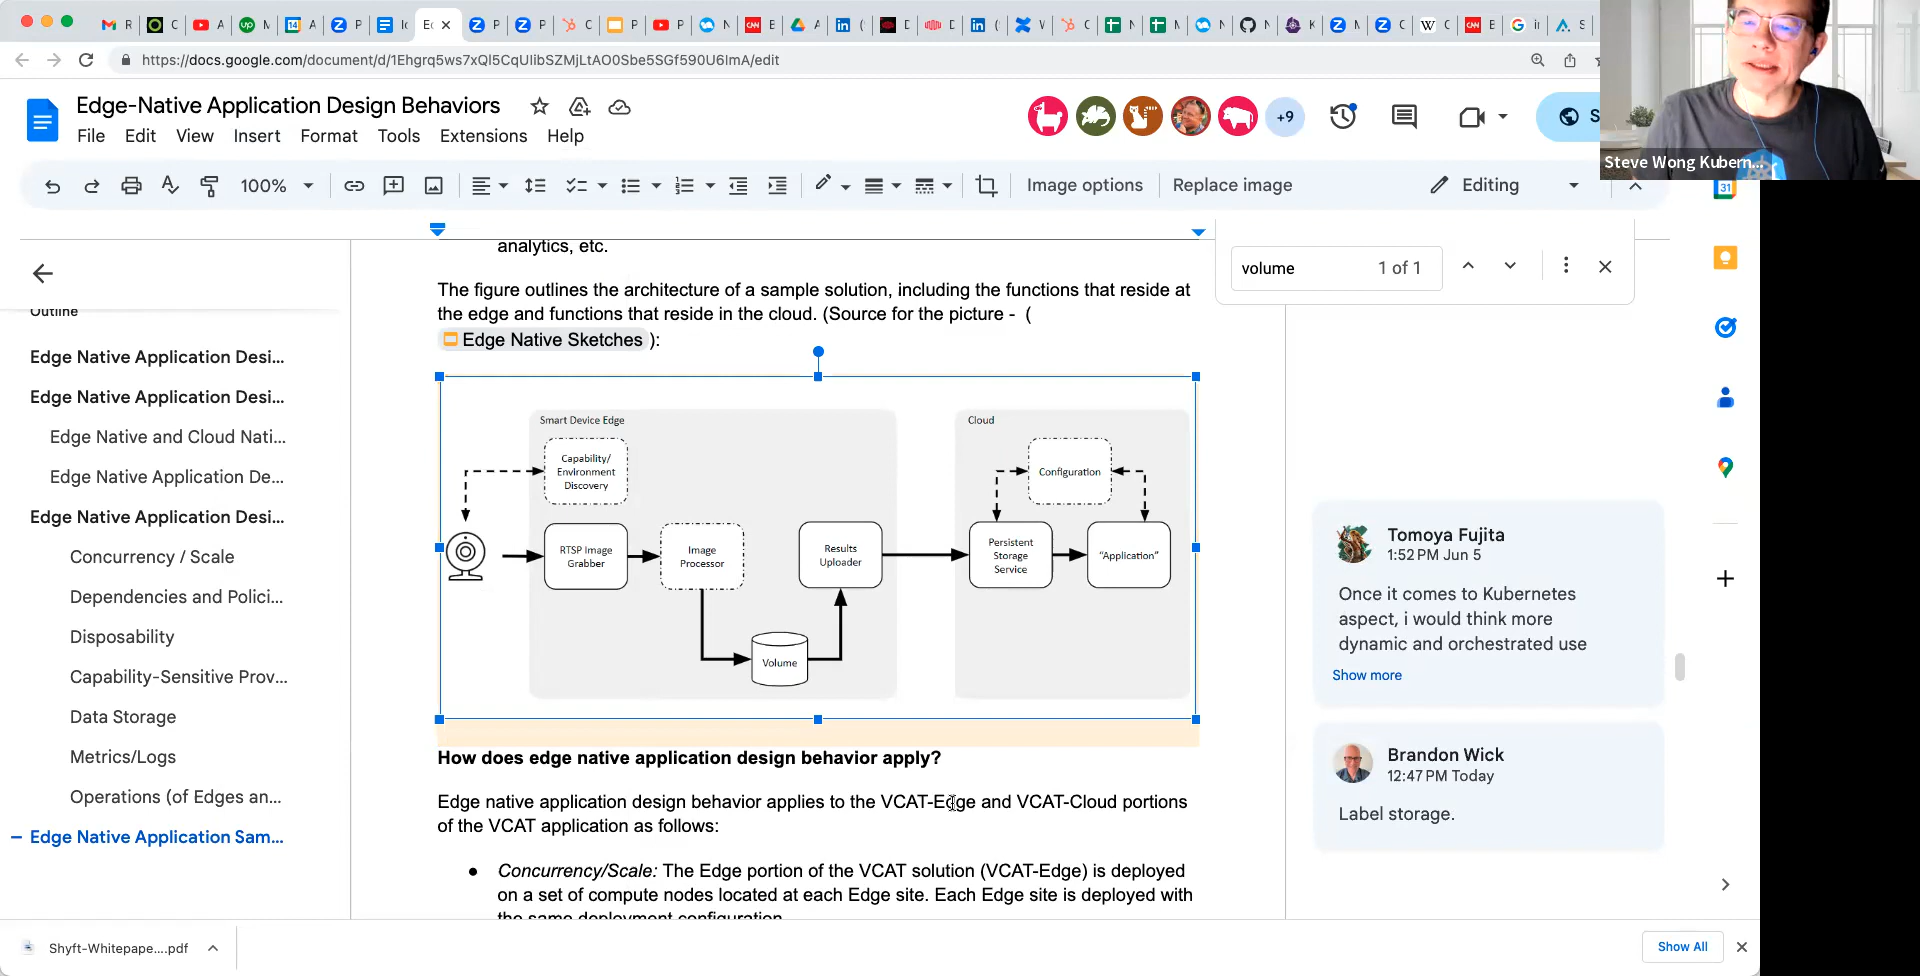 https://docs.google.com/document/d/1Ehgrq5ws7xQl5CqUlibSZMjLtAO0Sbe5SGf590U6lmA/edit
Edge-Native Application Design Behaviors
File Edit View Insert Format Tools Extensions Help
+9
Steve Wong Kubern...
100%
Image options
Replace image
Editing
31
volume
1 of 1
Outline
Edge Native Application Desi...
Edge Native Application Desi...
Edge Native and Cloud Nati...
Edge Native Application De...
Edge Native Application Desi...
Concurrency / Scale
Dependencies and Polici...
Disposability
Capability-Sensitive Prov...
Data Storage
Metrics/Logs
Operations (of Edges an...
Edge Native Application Sam...
analytics, etc.
The figure outlines the architecture of a sample solution, including the functions that reside at
the edge and functions that reside in the cloud. (Source for the picture - (
Edge Native Sketches ):
Smart Device Edge
Capability/
Environment
Discovery
RTSP Image
Grabber
Image
Processor
Results
Uploader
Volume
Cloud
Configuration
Persistent
Storage
Service
“Application”
How does edge native application design behavior apply?
Edge native application design behavior applies to the VCAT-Edge and VCAT-Cloud portions
of the VCAT application as follows:
● Concurrency/Scale: The Edge portion of the VCAT solution (VCAT-Edge) is deployed
on a set of compute nodes located at each Edge site. Each Edge site is deployed with
the same deployment configuration.
Tomoya Fujita
1:52 PM Jun 5
Once it comes to Kubernetes
aspect, i would think more
dynamic and orchestrated use
Show more
Brandon Wick
12:47 PM Today
Label storage.
Shyft-Whitepape....pdf
Show All